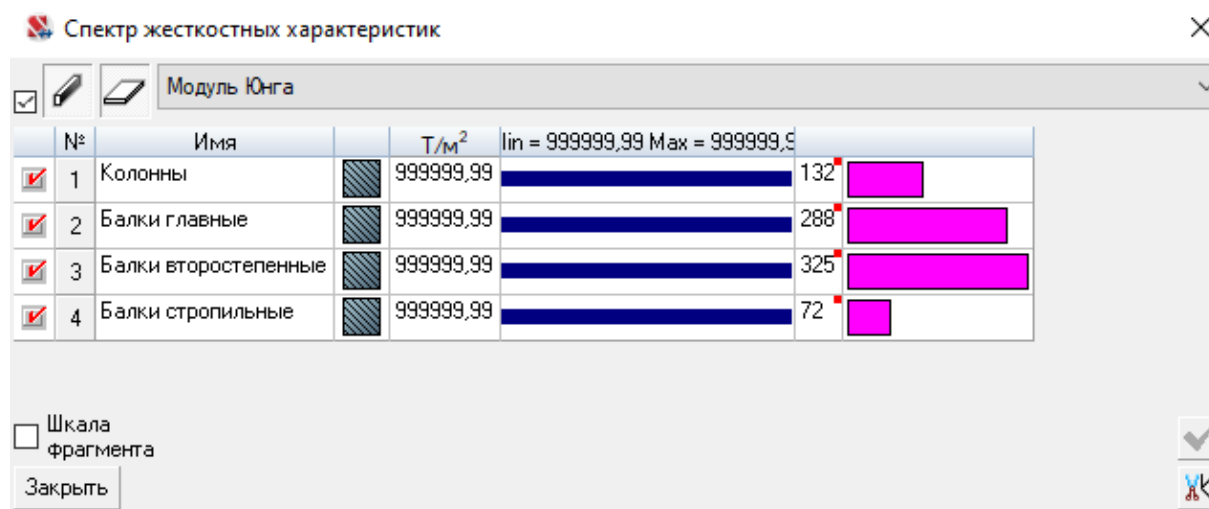 Спектр жесткостных характеристик
Модуль Юнга
№ Имя Т/м² lin = 999999,99 Max = 999999,9
1 Колонны 999999,99 132
2 Балки главные 999999,99 288
3 Балки второстепенные 999999,99 325
4 Балки стропильные 999999,99 72
Шкала
фрагмента
Закрыть